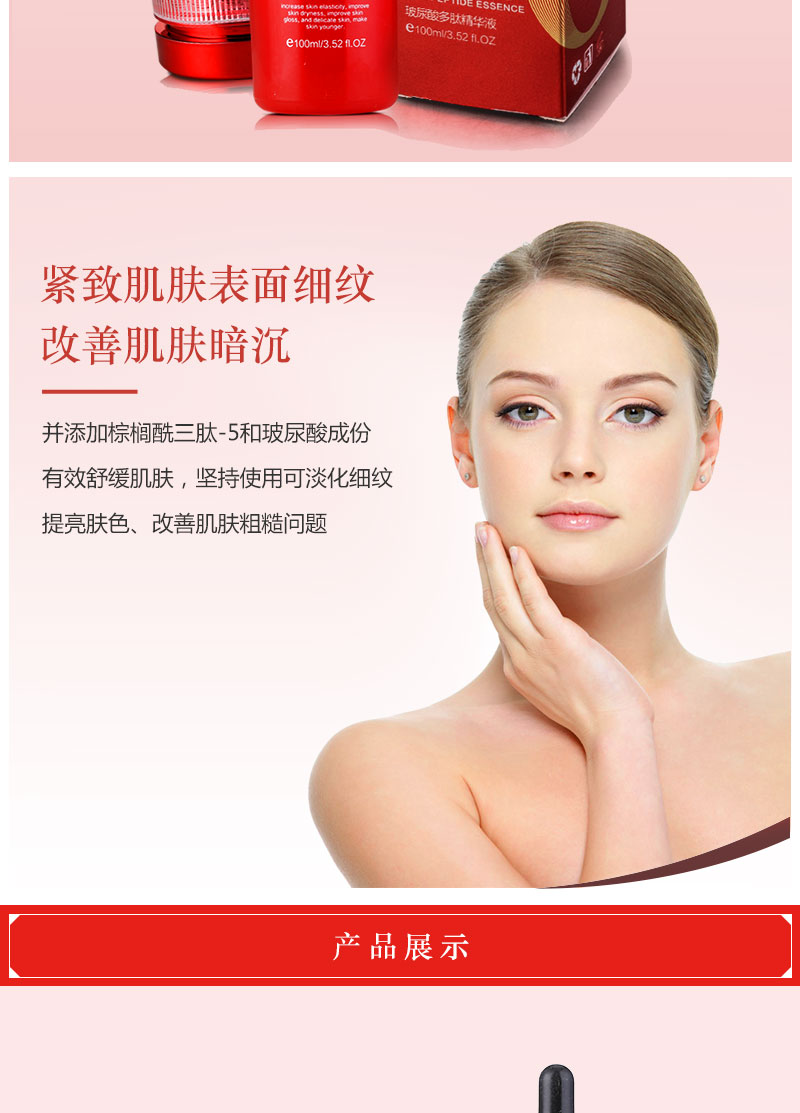 increase skin elasticity, improve
skin dryness, improve skin
gloss, and delicate skin, make
skin younger.
℮100ml/3.52 fl.OZ
PEPTIDE ESSENCE
玻尿酸多肽精华液
℮100ml/3.52 fl.OZ
紧致肌肤表面细纹
改善肌肤暗沉
并添加棕榈酰三肽-5和玻尿酸成份
有效舒缓肌肤，坚持使用可淡化细纹
提亮肤色、改善肌肤粗糙问题
产品展示